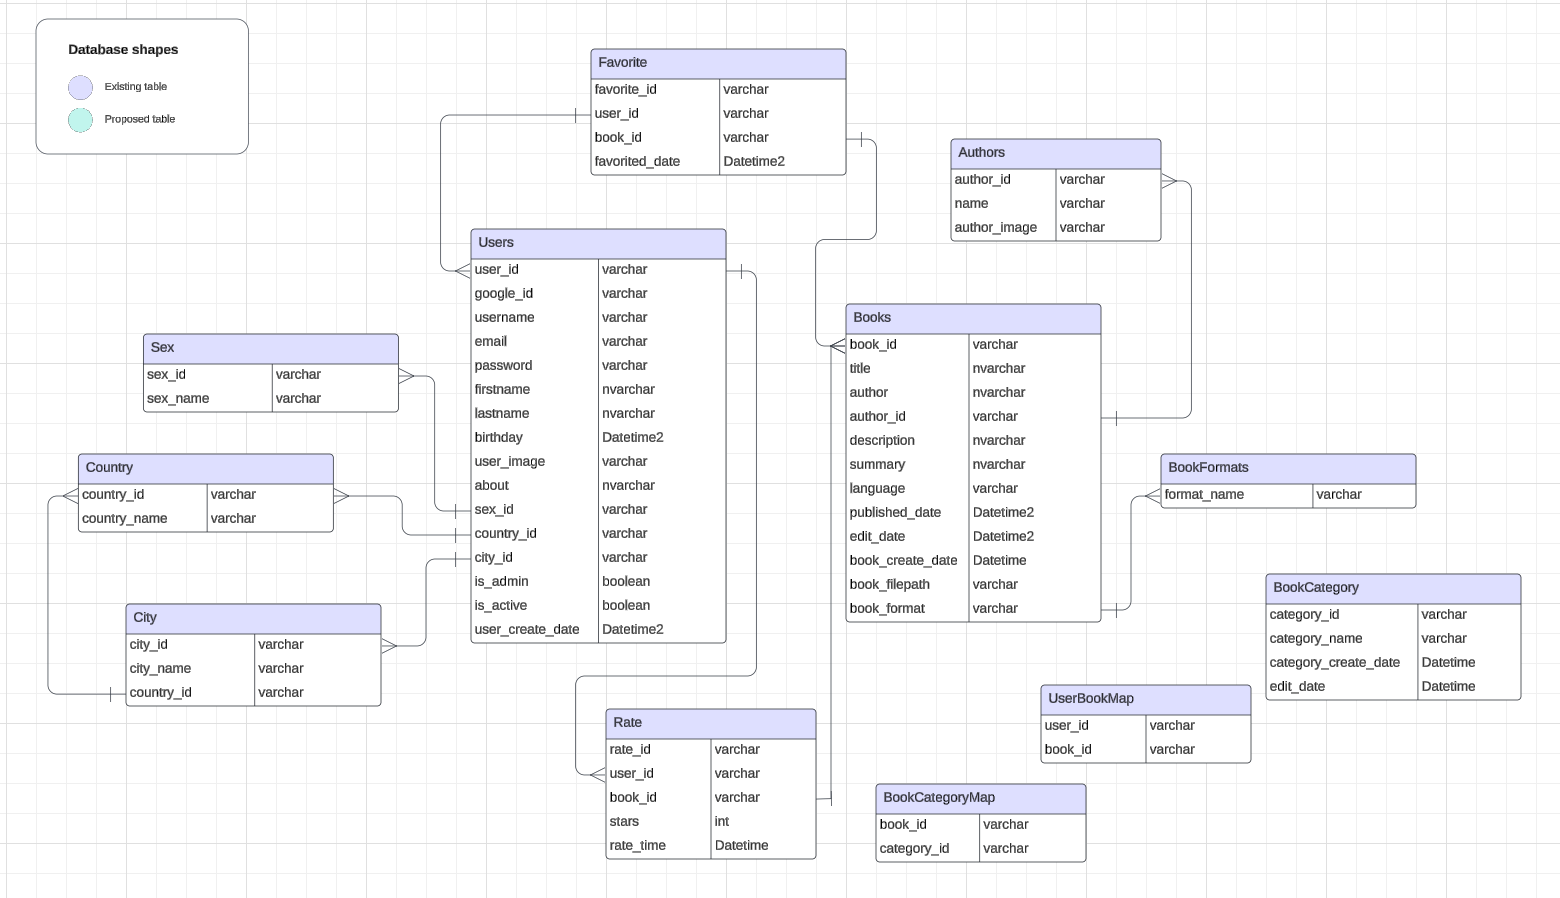 Database shapes
Existing table
Proposed table
Favorite
favorite_id varchar
user_id varchar
book_id varchar
favorited_date Datetime2
Authors
author_id varchar
name varchar
author_image varchar
Users
user_id varchar
google_id varchar
username varchar
email varchar
password varchar
firstname nvarchar
lastname nvarchar
birthday Datetime2
user_image varchar
about nvarchar
sex_id varchar
country_id varchar
city_id varchar
is_admin boolean
is_active boolean
user_create_date Datetime2
Books
book_id varchar
title nvarchar
author nvarchar
author_id varchar
description nvarchar
summary nvarchar
language varchar
published_date Datetime2
edit_date Datetime2
book_create_date Datetime
book_filepath varchar
book_format varchar
Sex
sex_id varchar
sex_name varchar
Country
country_id varchar
country_name varchar
BookFormats
format_name varchar
City
city_id varchar
city_name varchar
country_id varchar
BookCategory
category_id varchar
category_name varchar
category_create_date Datetime
edit_date Datetime
UserBookMap
user_id varchar
book_id varchar
Rate
rate_id varchar
user_id varchar
book_id varchar
stars int
rate_time Datetime
BookCategoryMap
book_id varchar
category_id varchar